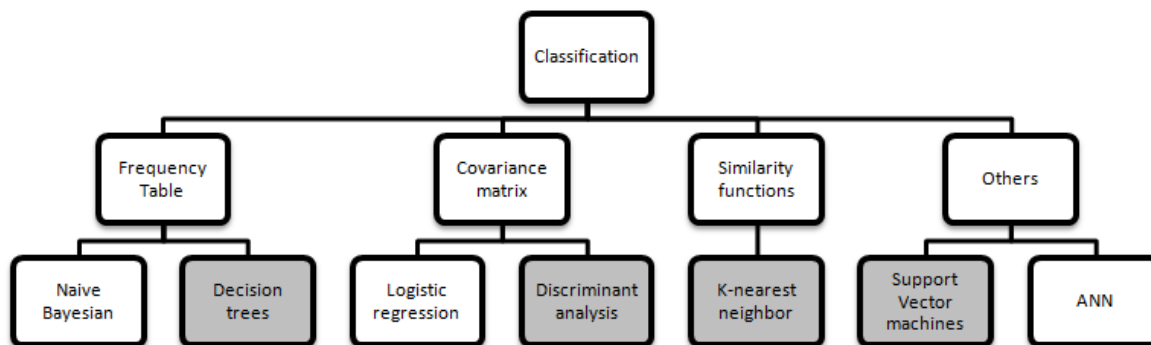 Classification
Frequency
Table
Covariance
matrix
Similarity
functions
Others
Naive
Bayesian
Decision
trees
Logistic
regression
Discriminant
analysis
K-nearest
neighbor
Support
Vector
machines
ANN